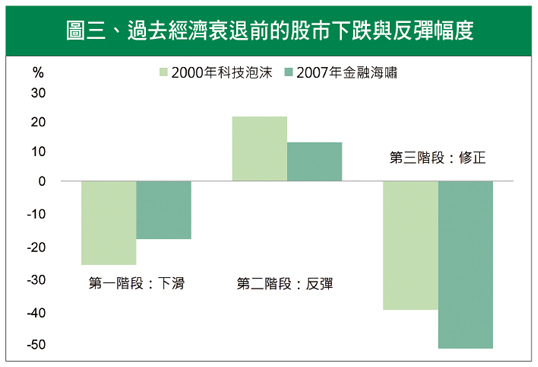 圖三、過去經濟衰退前的股市下跌與反彈幅度
%
2000年科技泡沫 2007年金融海嘯
30
20
10
0
-10
-20
-30
-40
-50
第三階段：修正
第一階段：下滑
第二階段：反彈